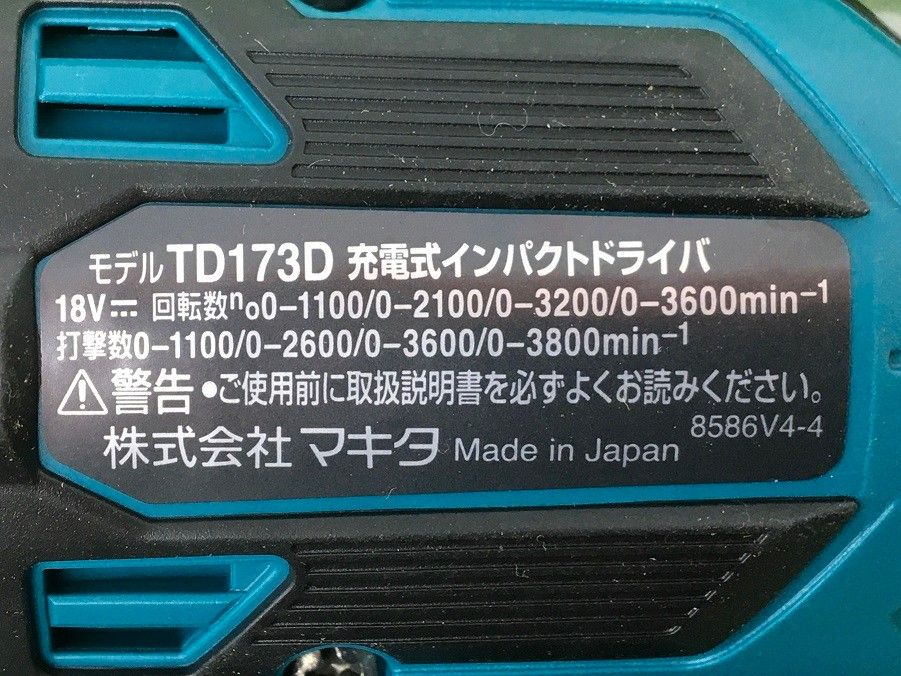 モデル TD173D 充電式インパクトドライバ
18V⎓ 回転数n₀0-1100/0-2100/0-3200/0-3600min⁻¹
打撃数0-1100/0-2600/0-3600/0-3800min⁻¹
⚠警告 ●ご使用前に取扱説明書を必ずよくお読みください。
株式会社 マキタ Made in Japan 8586V4-4